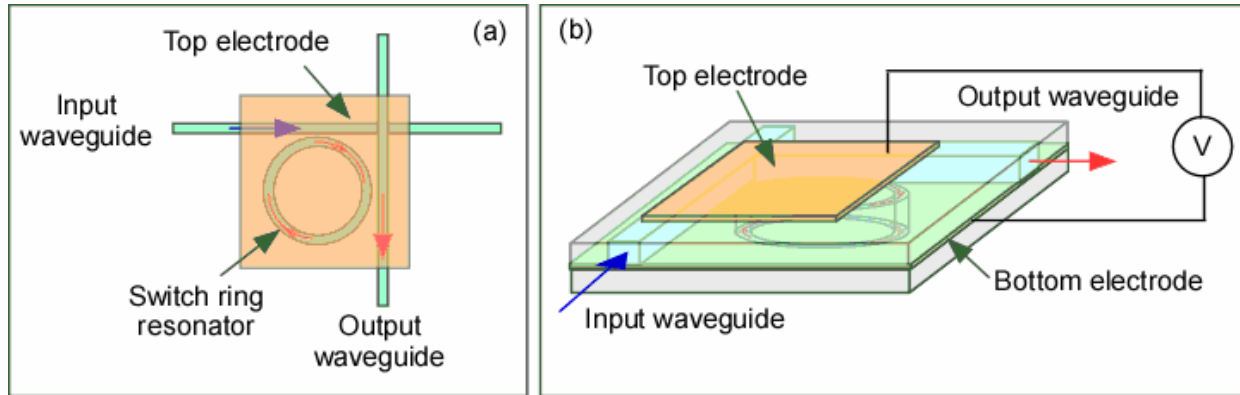 (a)
Top electrode
Input
waveguide
Switch ring
resonator
Output
waveguide
(b)
Top electrode
Output waveguide
V
Bottom electrode
Input waveguide